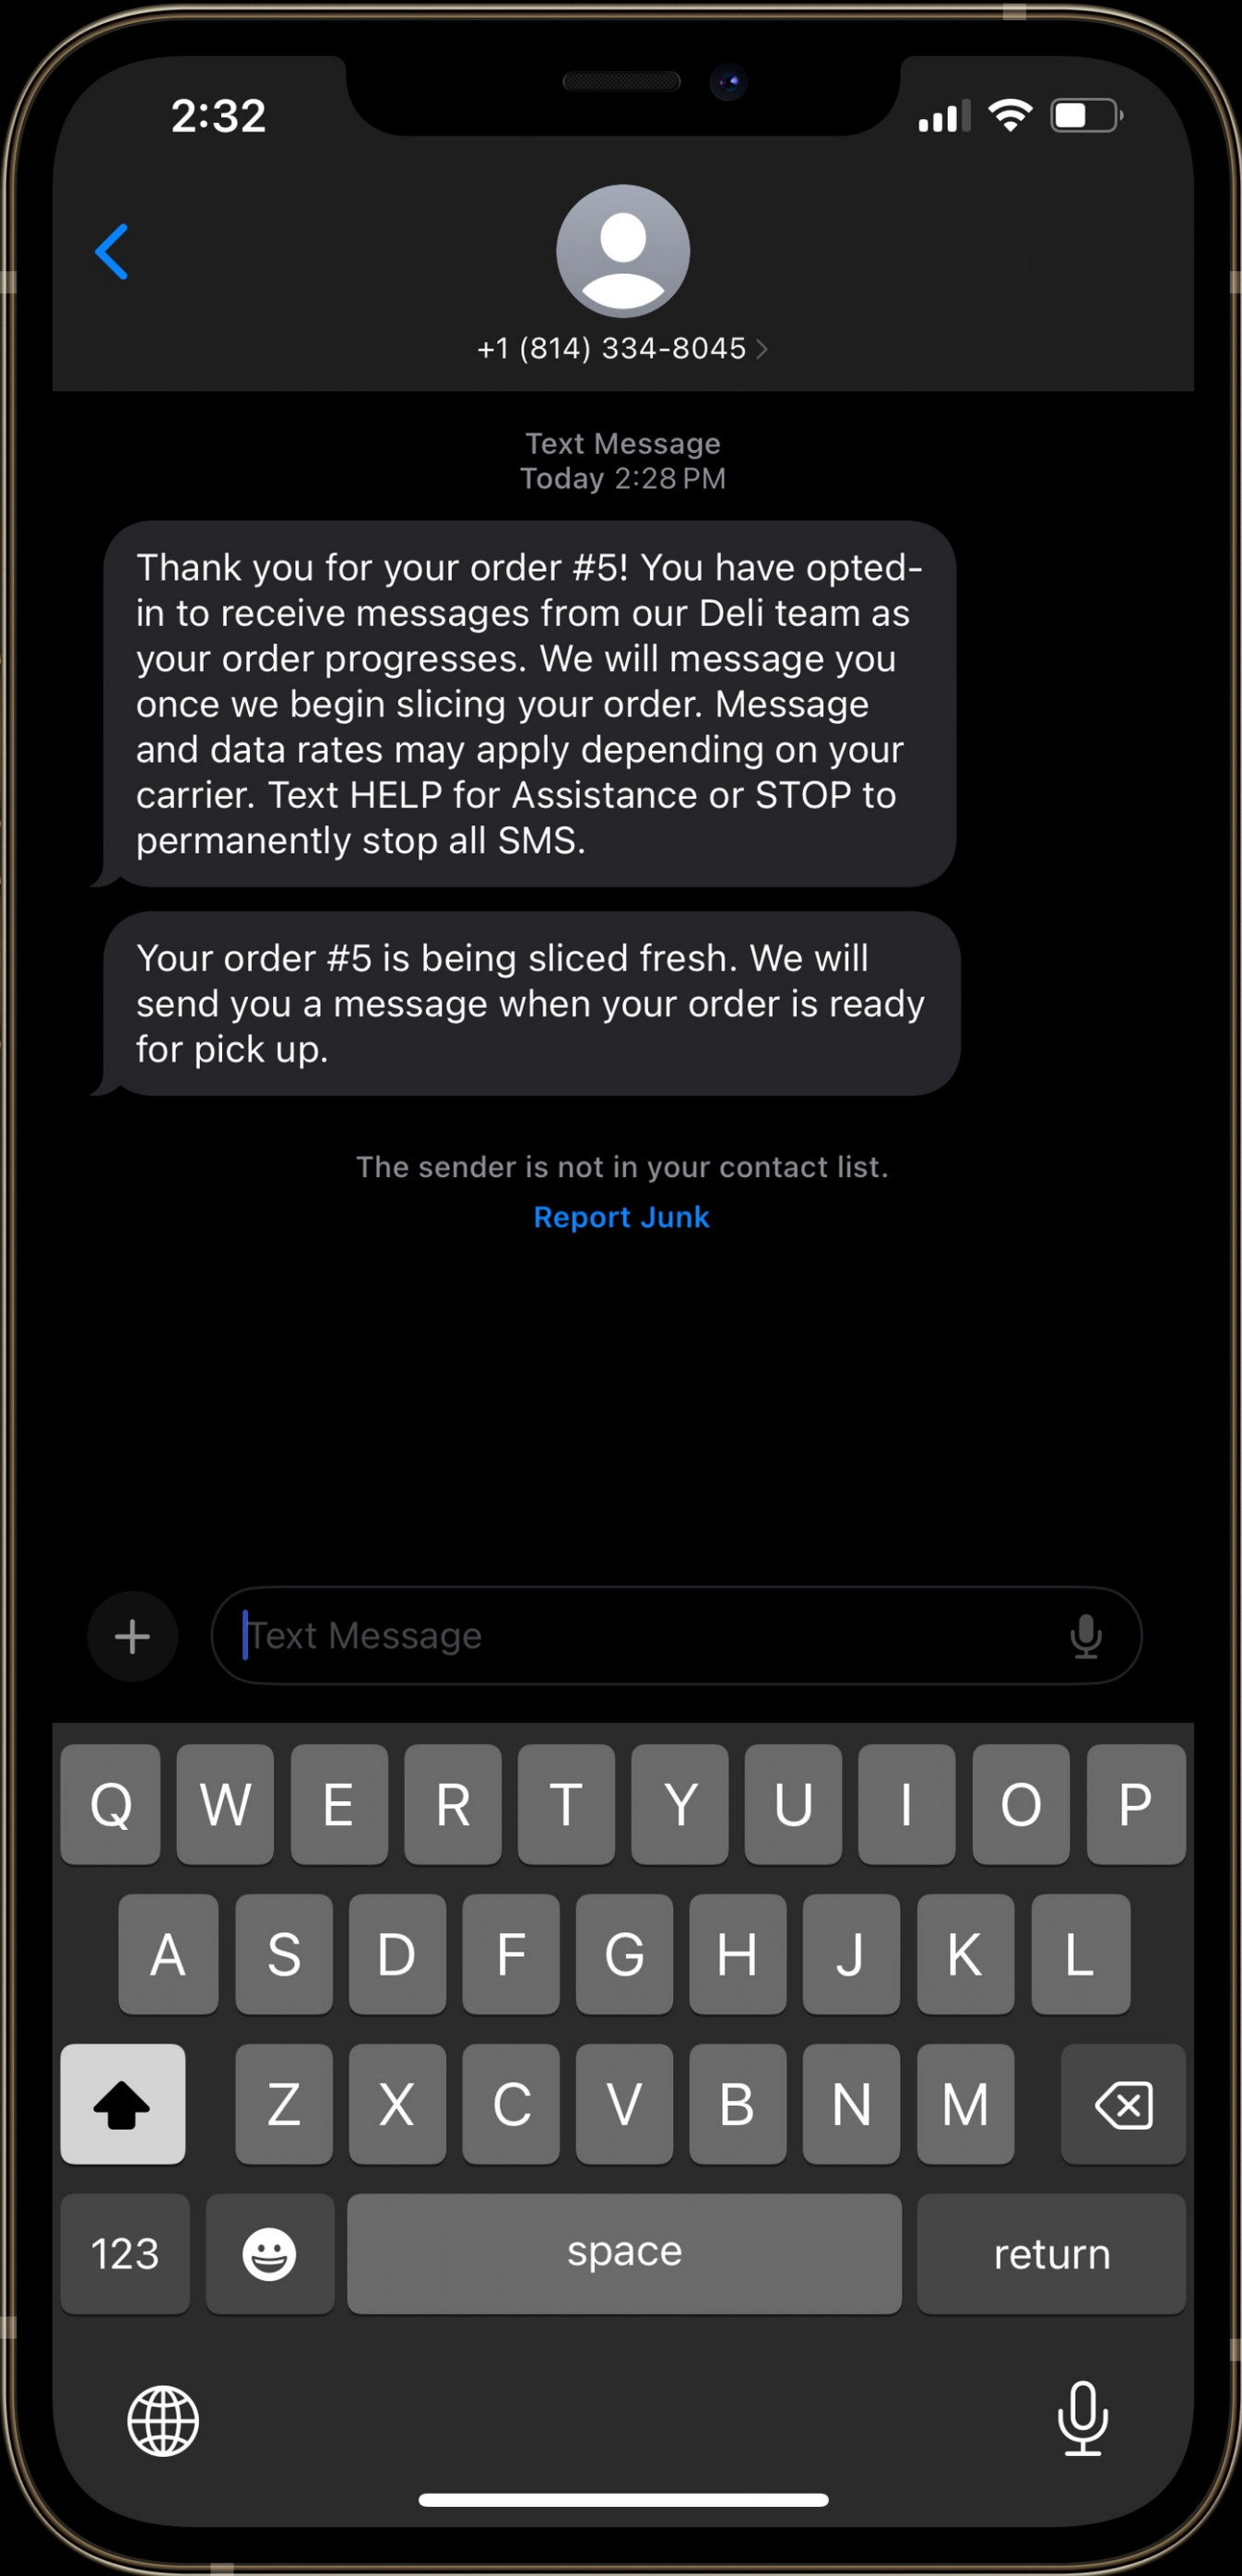 2:32
+1 (814) 334-8045
Text Message
Today 2:28 PM
Thank you for your order #5! You have opted-
in to receive messages from our Deli team as
your order progresses. We will message you
once we begin slicing your order. Message
and data rates may apply depending on your
carrier. Text HELP for Assistance or STOP to
permanently stop all SMS.
Your order #5 is being sliced fresh. We will
send you a message when your order is ready
for pick up.
The sender is not in your contact list.
Report Junk
Text Message
Q W E R T Y U I O P
A S D F G H J K L
Z X C V B N M
123 space return